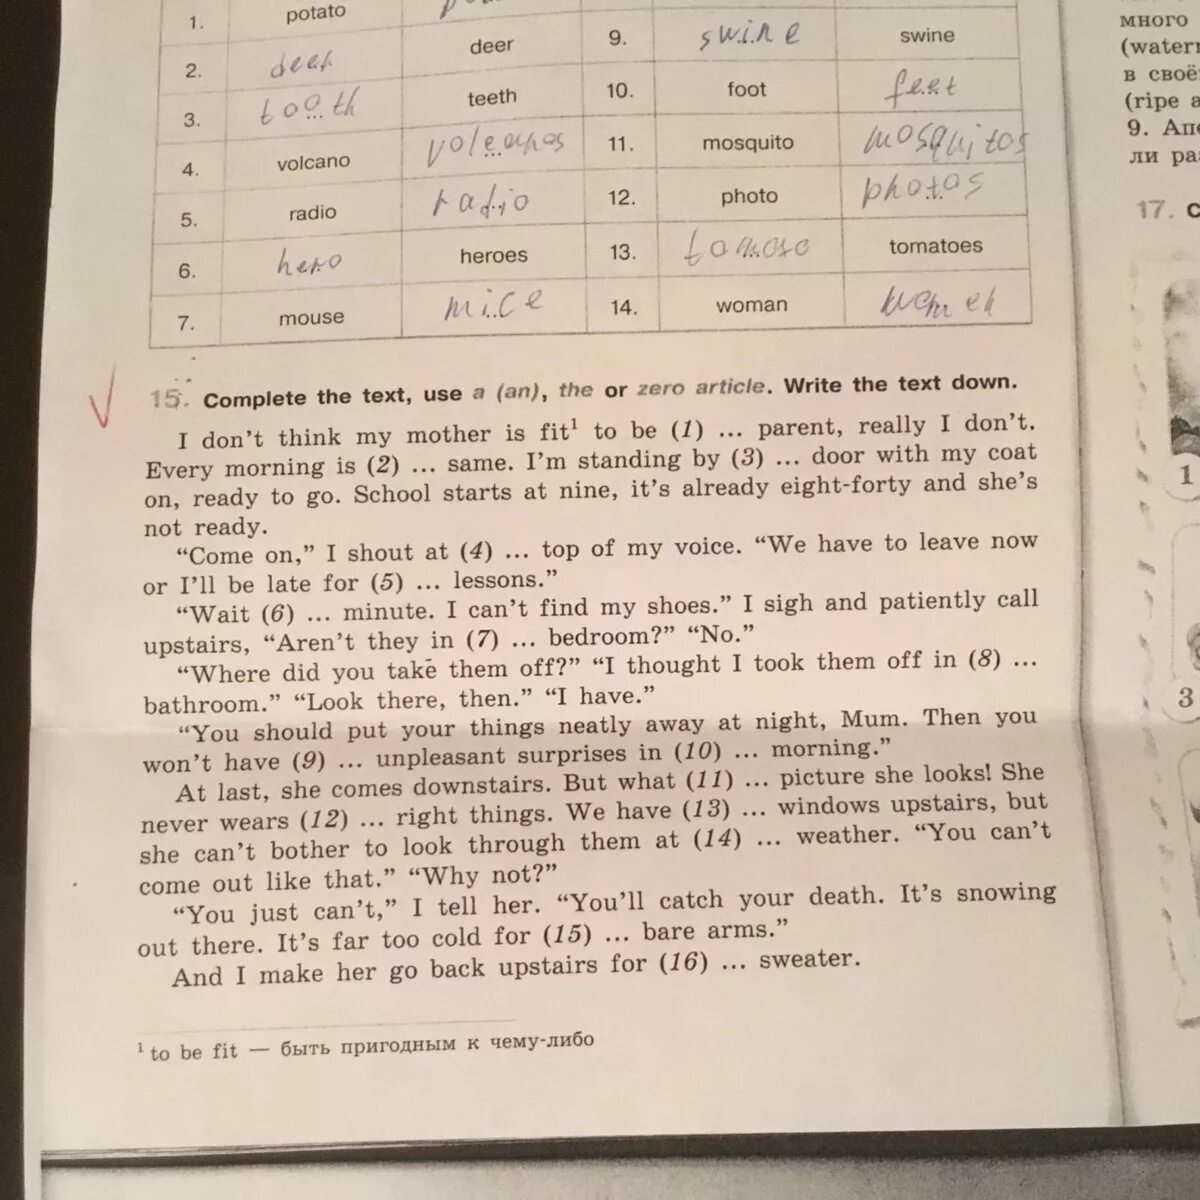 1. potato
много
2. deer deer 9. swine swine
(water
3. tooth teeth 10. foot feet
в своё
(ripe a
4. volcano volcanos 11. mosquito mosquitos
9. Апе
ли ра
5. radio radio 12. photo photos
17. С
6. hero heroes 13. tomatoes
7. mouse mice 14. woman women
15. Complete the text, use a (an), the or zero article. Write the text down.
I don't think my mother is fit¹ to be (1) ... parent, really I don't.
Every morning is (2) ... same. I'm standing by (3) ... door with my coat
on, ready to go. School starts at nine, it's already eight-forty and she's
not ready.
1
"Come on," I shout at (4) ... top of my voice. "We have to leave now
or I'll be late for (5) ... lessons."
"Wait (6) ... minute. I can't find my shoes." I sigh and patiently call
upstairs, "Aren't they in (7) ... bedroom?" "No."
"Where did you take them off?" "I thought I took them off in (8) ...
bathroom." "Look there, then." "I have."
3
"You should put your things neatly away at night, Mum. Then you
won't have (9) ... unpleasant surprises in (10) ... morning."
At last, she comes downstairs. But what (11) ... picture she looks! She
never wears (12) ... right things. We have (13) ... windows upstairs, but
she can't bother to look through them at (14) ... weather. "You can't
come out like that." "Why not?"
"You just can't," I tell her. "You'll catch your death. It's snowing
out there. It's far too cold for (15) ... bare arms."
And I make her go back upstairs for (16) ... sweater.
¹ to be fit — быть пригодным к чему-либо